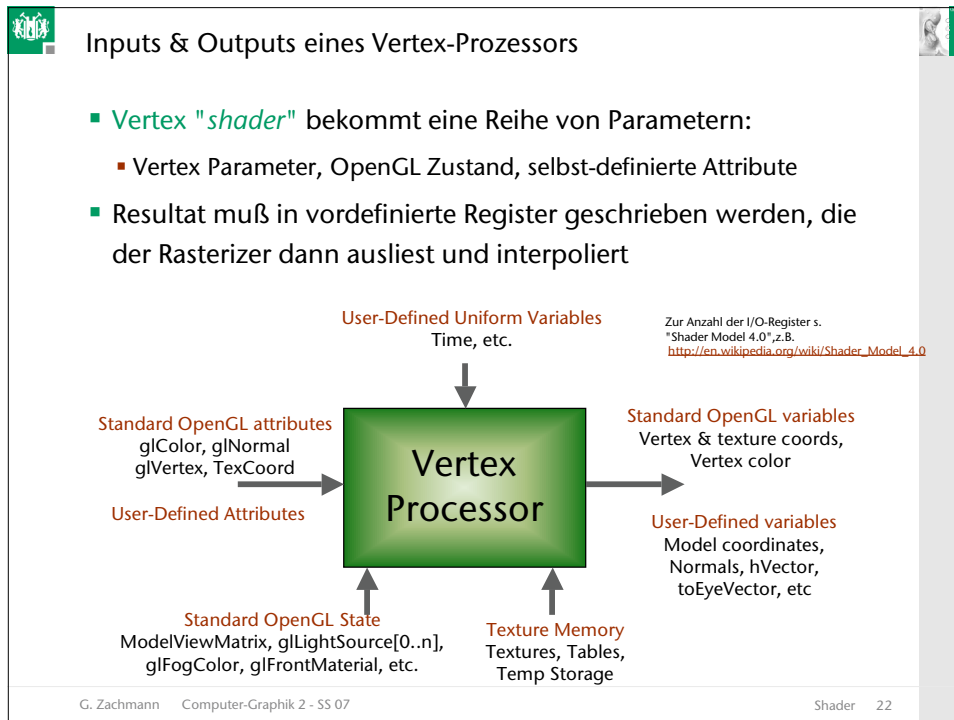 Inputs & Outputs eines Vertex-Prozessors
Vertex "shader" bekommt eine Reihe von Parametern:
Vertex Parameter, OpenGL Zustand, selbst-definierte Attribute
Resultat muß in vordefinierte Register geschrieben werden, die
der Rasterizer dann ausliest und interpoliert
User-Defined Uniform Variables
Time, etc.
Zur Anzahl der I/O-Register s.
"Shader Model 4.0",z.B.
http://en.wikipedia.org/wiki/Shader_Model_4.0
Standard OpenGL attributes
glColor, glNormal
glVertex, TexCoord
User-Defined Attributes
Vertex
Processor
Standard OpenGL variables
Vertex & texture coords,
Vertex color
User-Defined variables
Model coordinates,
Normals, hVector,
toEyeVector, etc
Standard OpenGL State
ModelViewMatrix, glLightSource[0..n],
glFogColor, glFrontMaterial, etc.
Texture Memory
Textures, Tables,
Temp Storage
G. Zachmann Computer-Graphik 2 - SS 07
Shader 22